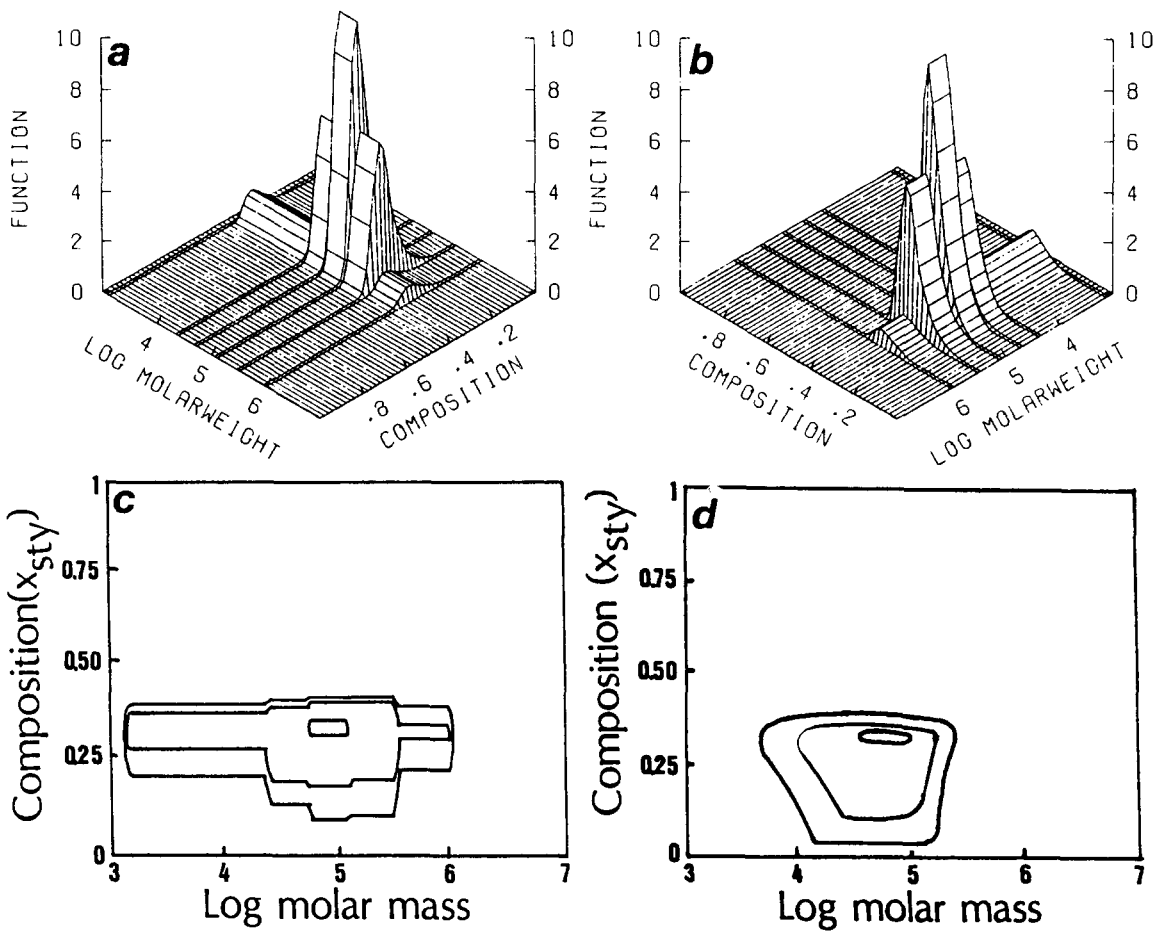 a
10
8
6
4
2
0
FUNCTION
10
8
6
4
2
0
4
5
6
LOG MOLARWEIGHT
.8 .6 .4 .2
COMPOSITION
b
10
8
6
4
2
0
FUNCTION
10
8
6
4
2
0
.8 .6 .4 .2
COMPOSITION
6 5 4
LOG MOLARWEIGHT
c
1
0.75
0.50
0.25
0
Composition(x_sty)
3 4 5 6 7
Log molar mass
d
1
0.75
0.50
0.25
0
Composition (x_sty)
3 4 5 6 7
Log molar mass